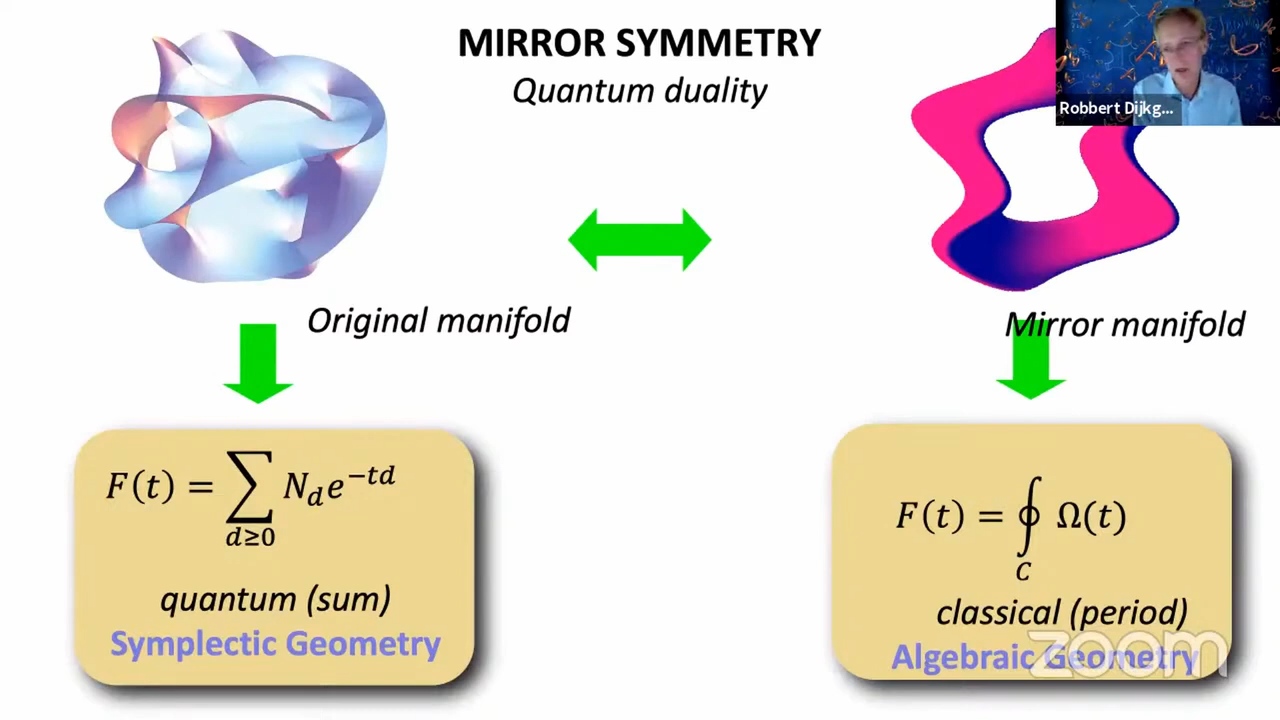 MIRROR SYMMETRY
Quantum duality
Robbert Dijkg...
Original manifold
Mirror manifold
F(t) = ∑ N_d e^{-td}
d≥0
quantum (sum)
Symplectic Geometry
F(t) = ∮ Ω(t)
C
classical (period)
Algebraic Geometry
zoom